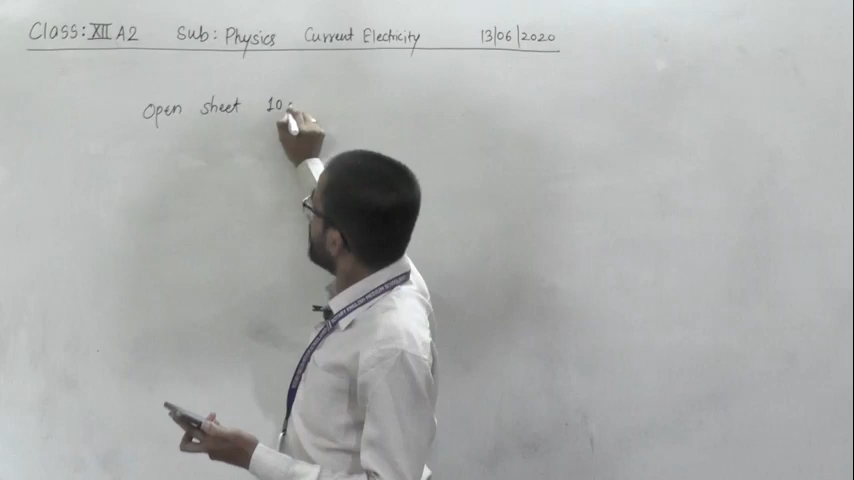 Class: XII A2 Sub: Physics Current Electricity 13/06/2020
Open sheet 10